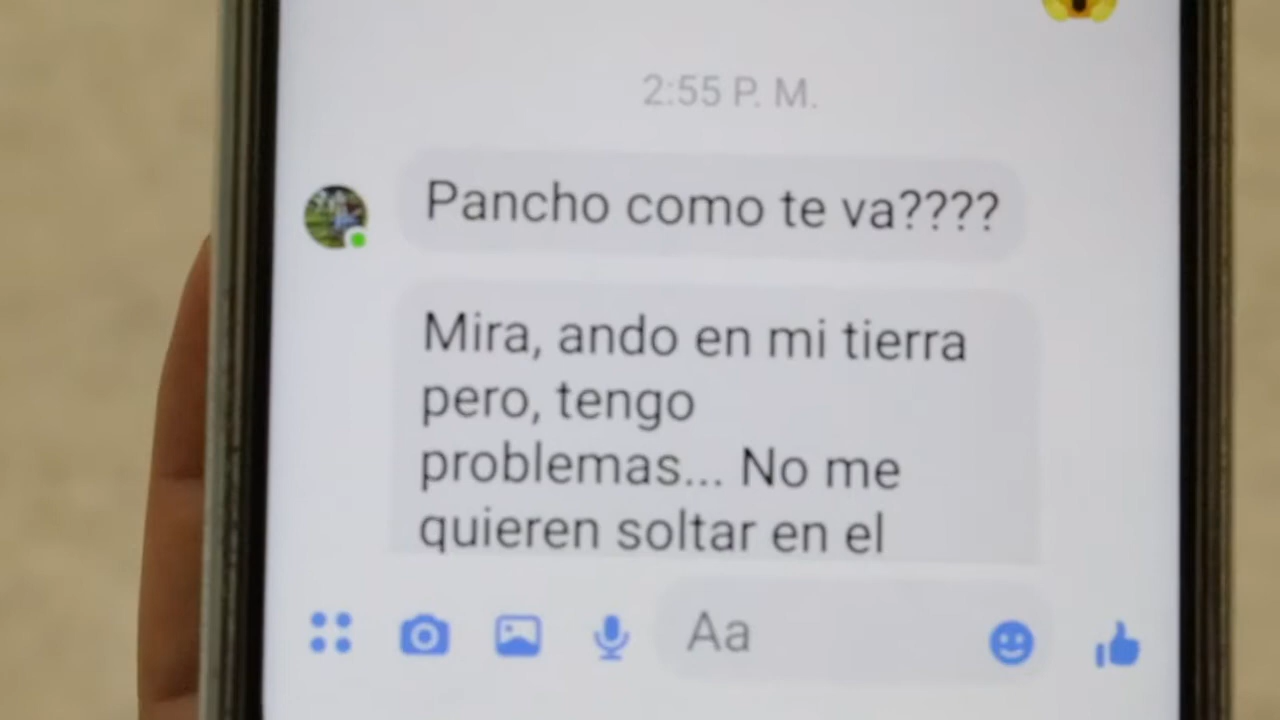 2:55 P. M.
Pancho como te va????
Mira, ando en mi tierra
pero, tengo
problemas... No me
quieren soltar en el
Aa